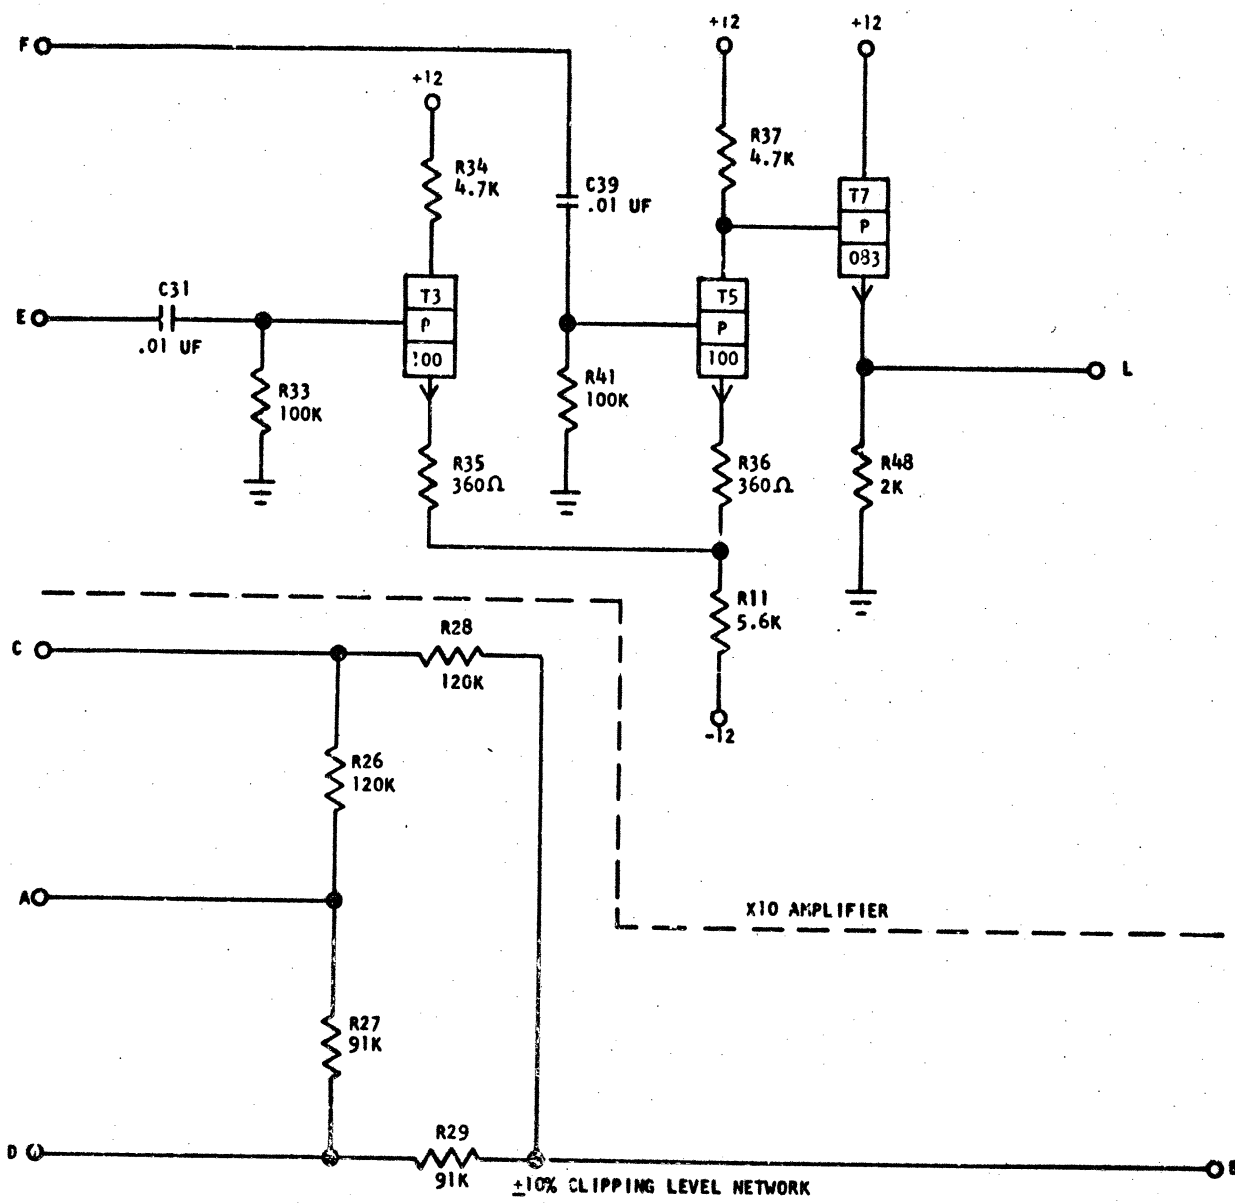 +12
+12
F
+12
R37
4.7K
R34
4.7K
C39
.01 UF
T7
P
083
C31
T3
P
100
T5
P
100
E
.01 UF
L
R33
100K
R41
100K
R35
360Ω
R36
360Ω
R48
2K
R11
5.6K
C
R28
120K
-12
R26
120K
A
X10 AMPLIFIER
R27
91K
D
R29
91K
±10% CLIPPING LEVEL NETWORK